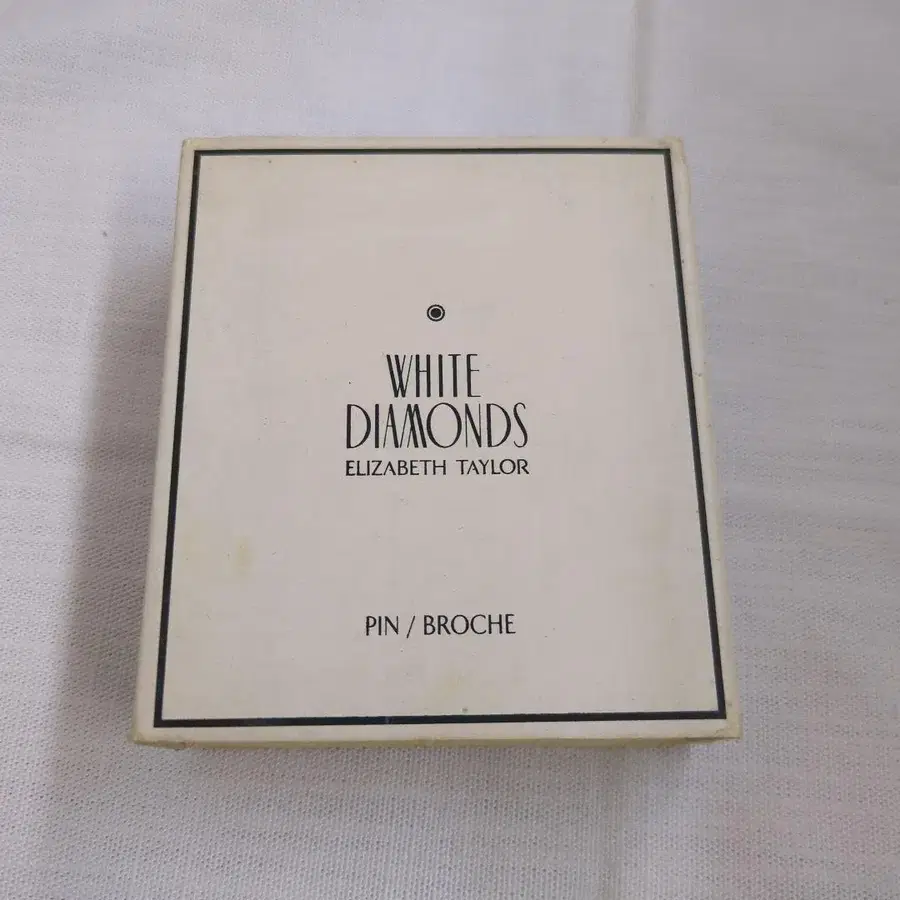 WHITE
DIAMONDS
ELIZABETH TAYLOR
PIN / BROCHE